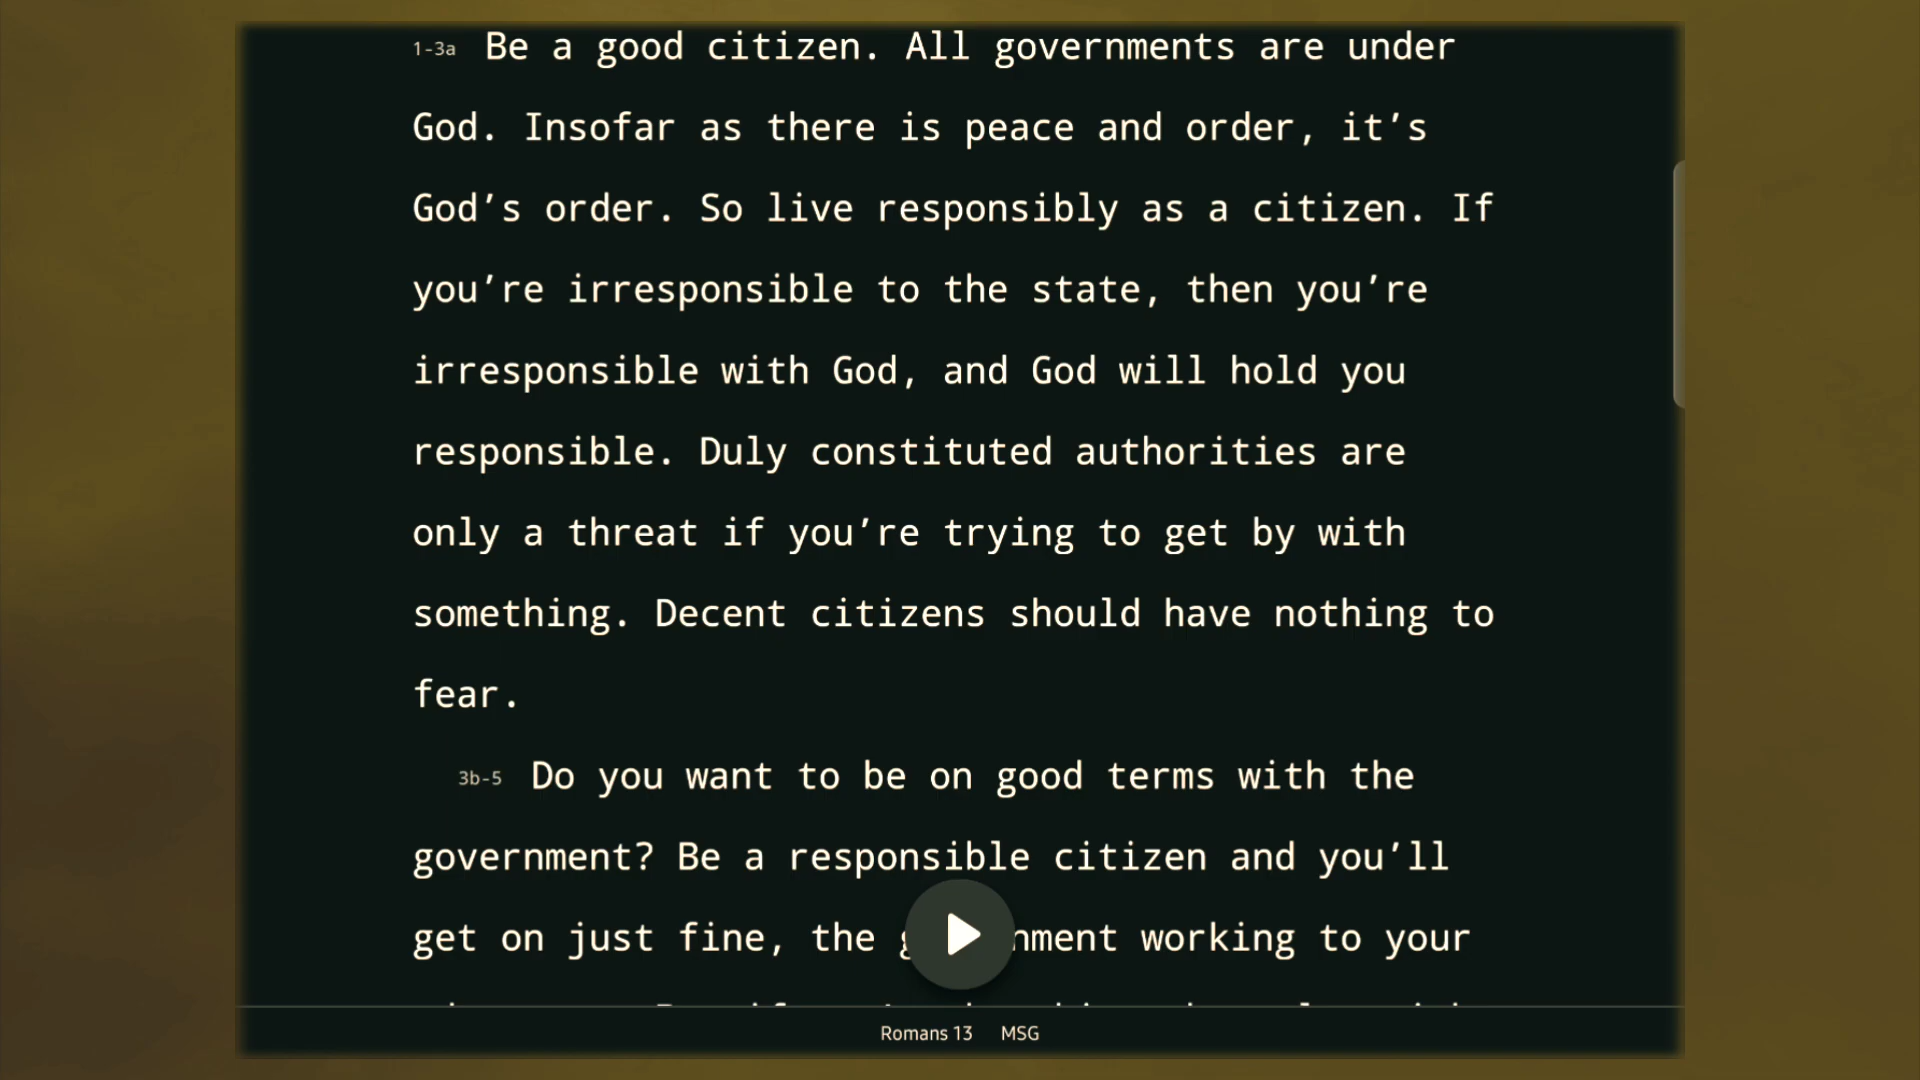 1-3a Be a good citizen. All governments are under
God. Insofar as there is peace and order, it’s
God’s order. So live responsibly as a citizen. If
you’re irresponsible to the state, then you’re
irresponsible with God, and God will hold you
responsible. Duly constituted authorities are
only a threat if you’re trying to get by with
something. Decent citizens should have nothing to
fear.
3b-5 Do you want to be on good terms with the
government? Be a responsible citizen and you’ll
get on just fine, the working to your
Romans 13 MSG